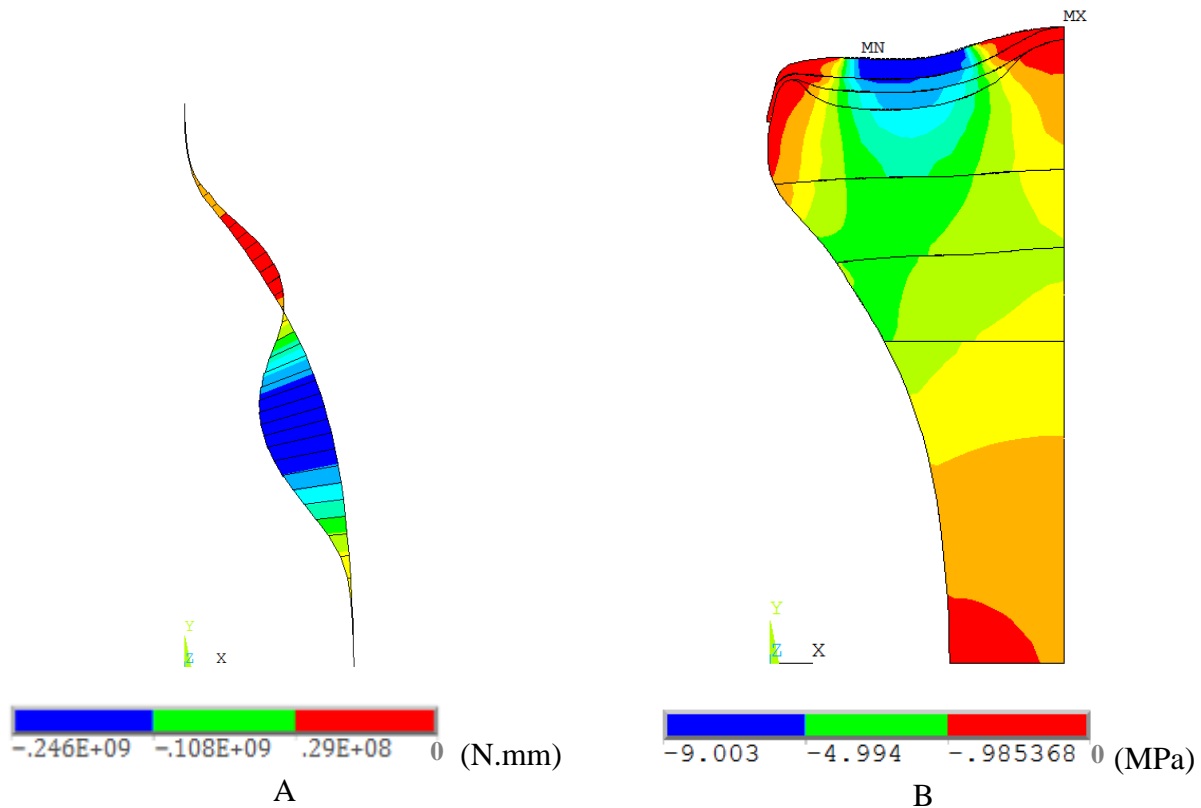 MX
MN
Y
Z X
Y
Z X
-.246E+09 -.108E+09 .29E+08 0 (N.mm)
-9.003 -4.994 -.985368 0 (MPa)
A
B